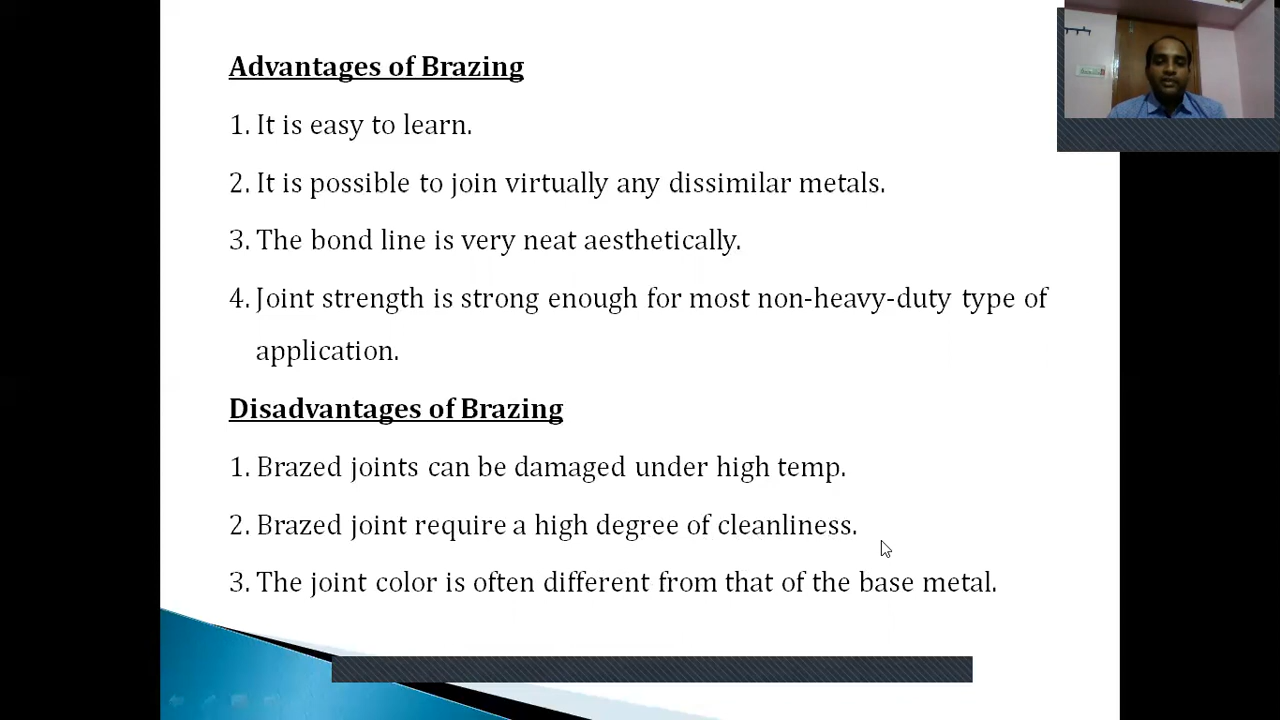 Advantages of Brazing
1. It is easy to learn.
2. It is possible to join virtually any dissimilar metals.
3. The bond line is very neat aesthetically.
4. Joint strength is strong enough for most non-heavy-duty type of
application.
Disadvantages of Brazing
1. Brazed joints can be damaged under high temp.
2. Brazed joint require a high degree of cleanliness.
3. The joint color is often different from that of the base metal.